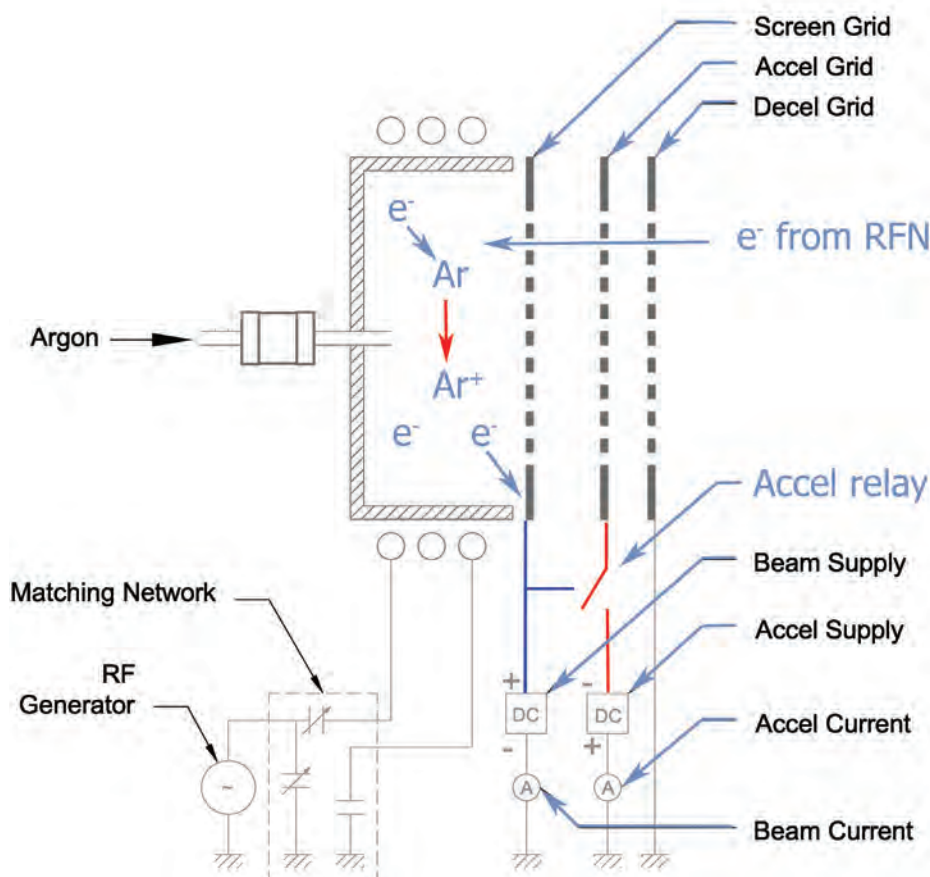 Screen Grid
Accel Grid
Decel Grid
e⁻
e⁻ from RFN
Ar
Argon
Ar⁺
e⁻ e⁻
Accel relay
Beam Supply
Matching Network
Accel Supply
RF
Generator
+ -
DC DC
- +
Accel Current
~
A A
Beam Current